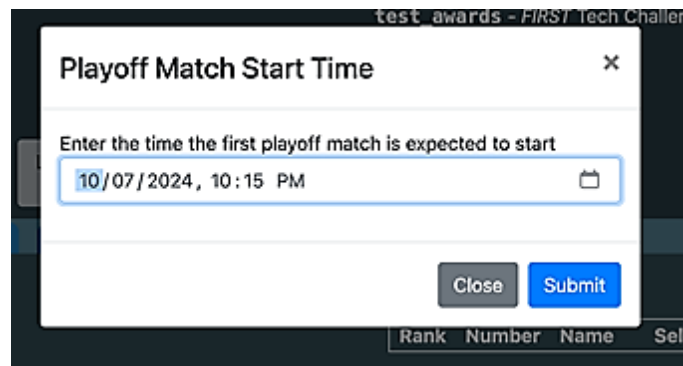 test_awards - FIRST Tech Challe
Playoff Match Start Time ×
Enter the time the first playoff match is expected to start
10/07/2024, 10:15 PM
Close Submit
Rank Number Name Sel